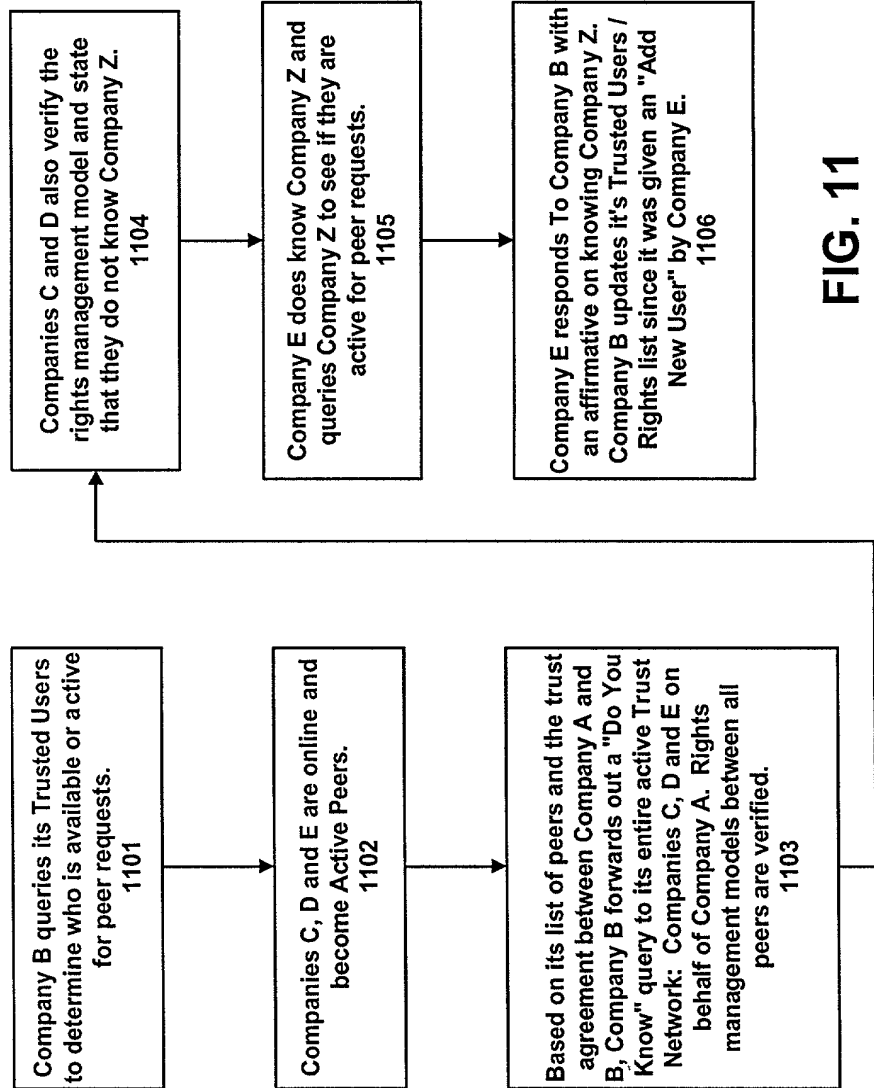 Company B queries its Trusted Users
to determine who is available or active
for peer requests.
1101
Companies C, D and E are online and
become Active Peers.
1102
Based on its list of peers and the trust
agreement between Company A and
B, Company B forwards out a "Do You
Know" query to its entire active Trust
Network: Companies C, D and E on
behalf of Company A. Rights
management models between all
peers are verified.
1103
Companies C and D also verify the
rights management model and state
that they do not know Company Z.
1104
Company E does know Company Z and
queries Company Z to see if they are
active for peer requests.
1105
Company E responds To Company B with
an affirmative on knowing Company Z.
Company B updates it's Trusted Users /
Rights list since it was given an "Add
New User" by Company E.
1106
FIG. 11